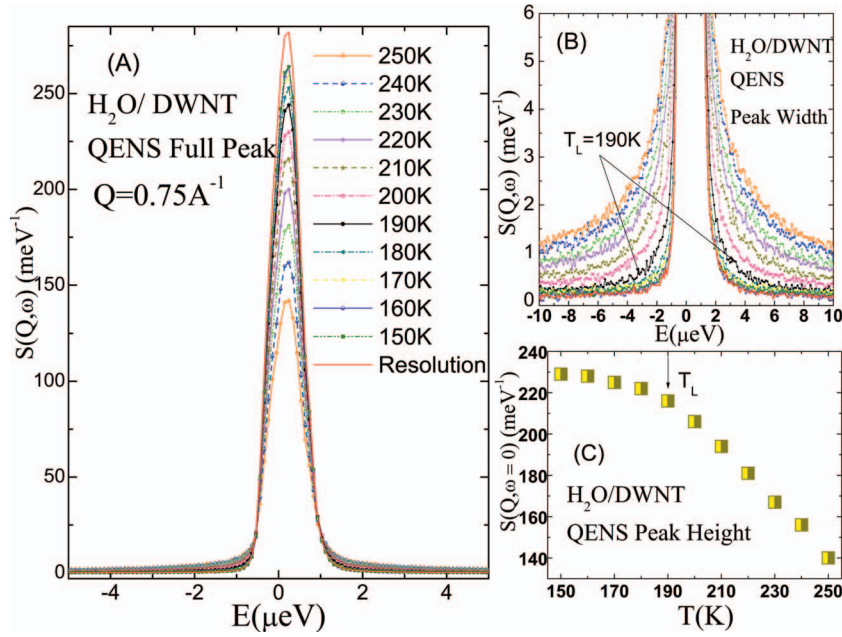 (A)
H2O/ DWNT
QENS Full Peak
Q=0.75A-1
250K
240K
230K
220K
210K
200K
190K
180K
170K
160K
150K
Resolution
S(Q,ω) (meV-1)
250
200
150
100
50
0
-4 -2 0 2 4
E(μeV)
(B)
H2O/DWNT
QENS
Peak Width
TL=190K
S(Q,ω) (meV-1)
6
5
4
3
2
1
0
-10 -8 -6 -4 -2 0 2 4 6 8 10
E(μeV)
(C)
TL
H2O/DWNT
QENS Peak Height
S(Q,ω = 0) (meV-1)
240
220
200
180
160
140
150 170 190 210 230 250
T(K)